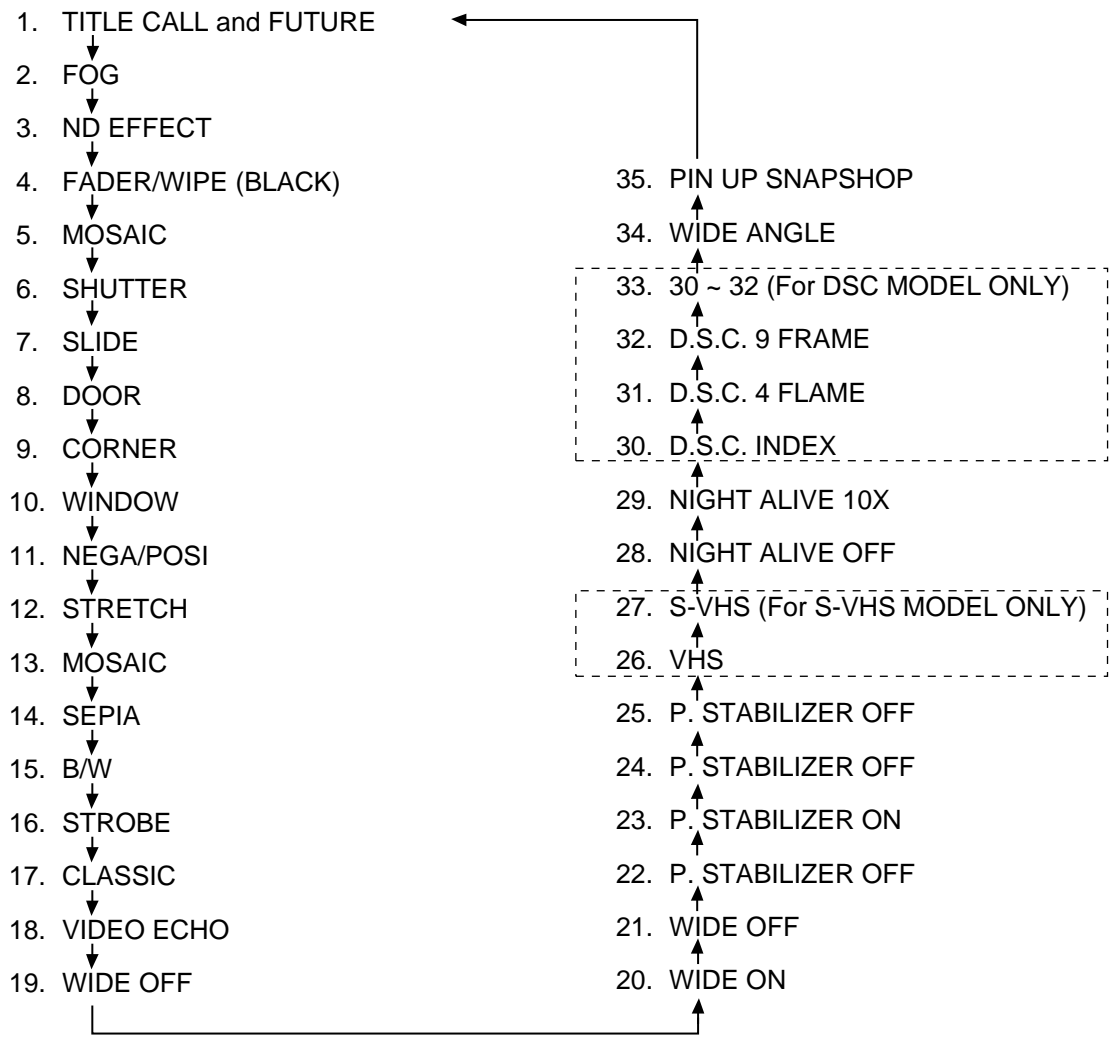 1. TITLE CALL and FUTURE
2. FOG
3. ND EFFECT
4. FADER/WIPE (BLACK)
5. MOSAIC
6. SHUTTER
7. SLIDE
8. DOOR
9. CORNER
10. WINDOW
11. NEGA/POSI
12. STRETCH
13. MOSAIC
14. SEPIA
15. B/W
16. STROBE
17. CLASSIC
18. VIDEO ECHO
19. WIDE OFF
35. PIN UP SNAPSHOP
34. WIDE ANGLE
33. 30 ~ 32 (For DSC MODEL ONLY)
32. D.S.C. 9 FRAME
31. D.S.C. 4 FLAME
30. D.S.C. INDEX
29. NIGHT ALIVE 10X
28. NIGHT ALIVE OFF
27. S-VHS (For S-VHS MODEL ONLY)
26. VHS
25. P. STABILIZER OFF
24. P. STABILIZER OFF
23. P. STABILIZER ON
22. P. STABILIZER OFF
21. WIDE OFF
20. WIDE ON